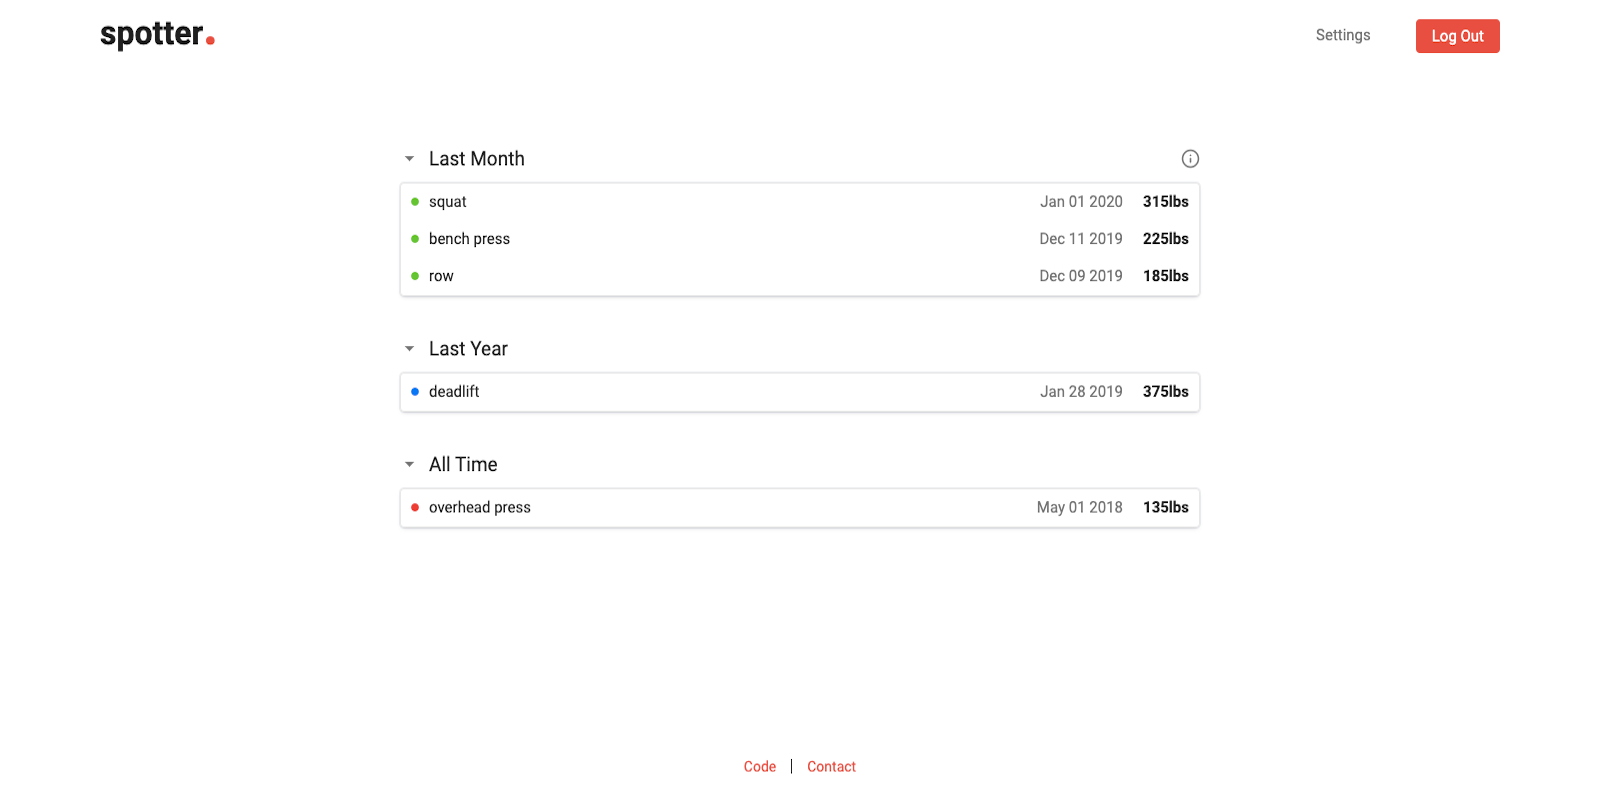 spotter.
Settings
Log Out
Last Month
squat Jan 01 2020 315lbs
bench press Dec 11 2019 225lbs
row Dec 09 2019 185lbs
Last Year
deadlift Jan 28 2019 375lbs
All Time
overhead press May 01 2018 135lbs
Code | Contact